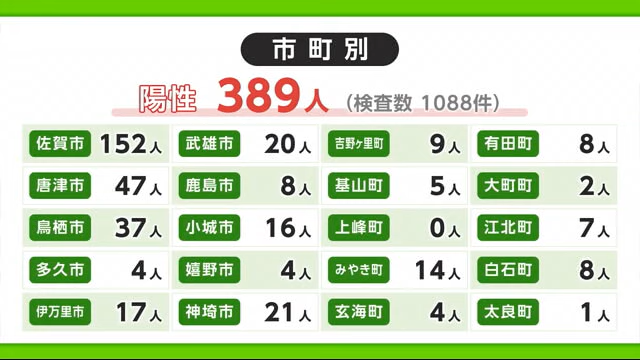 市町別
陽性 389人 (検査数 1088件)
佐賀市 152人 武雄市 20人 吉野ヶ里町 9人 有田町 8人
唐津市 47人 鹿島市 8人 基山町 5人 大町町 2人
鳥栖市 37人 小城市 16人 上峰町 0人 江北町 7人
多久市 4人 嬉野市 4人 みやき町 14人 白石町 8人
伊万里市 17人 神埼市 21人 玄海町 4人 太良町 1人